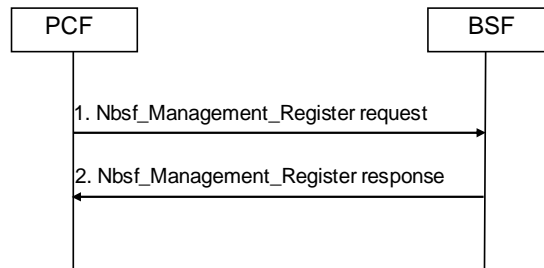 PCF
BSF
1. Nbsf_Management_Register request
2. Nbsf_Management_Register response